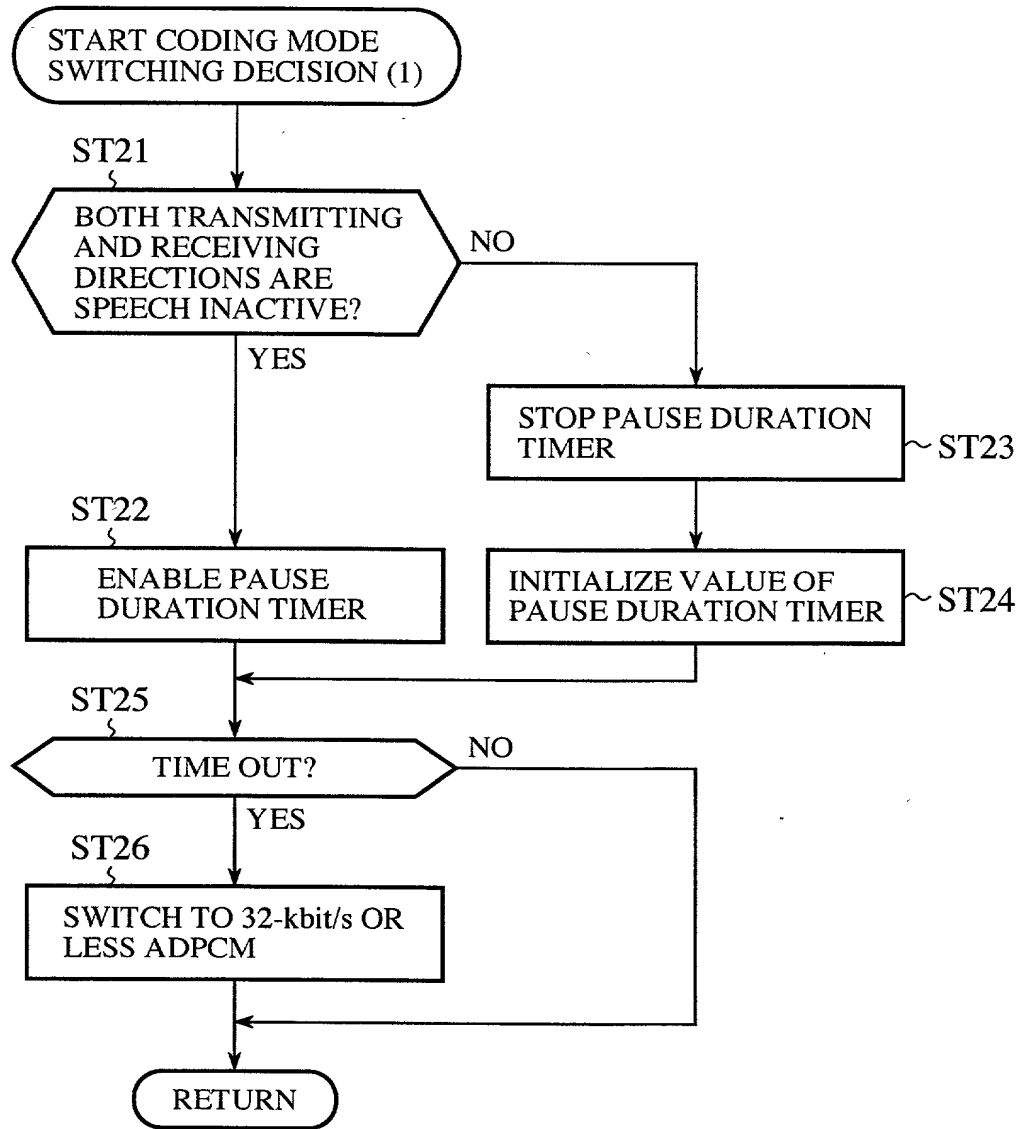 START CODING MODE
SWITCHING DECISION (1)
ST21
BOTH TRANSMITTING
AND RECEIVING
DIRECTIONS ARE
SPEECH INACTIVE?
NO
YES
STOP PAUSE DURATION
TIMER
ST23
ST22
ENABLE PAUSE
DURATION TIMER
INITIALIZE VALUE OF
PAUSE DURATION TIMER
ST24
ST25
TIME OUT?
NO
YES
ST26
SWITCH TO 32-kbit/s OR
LESS ADPCM
RETURN